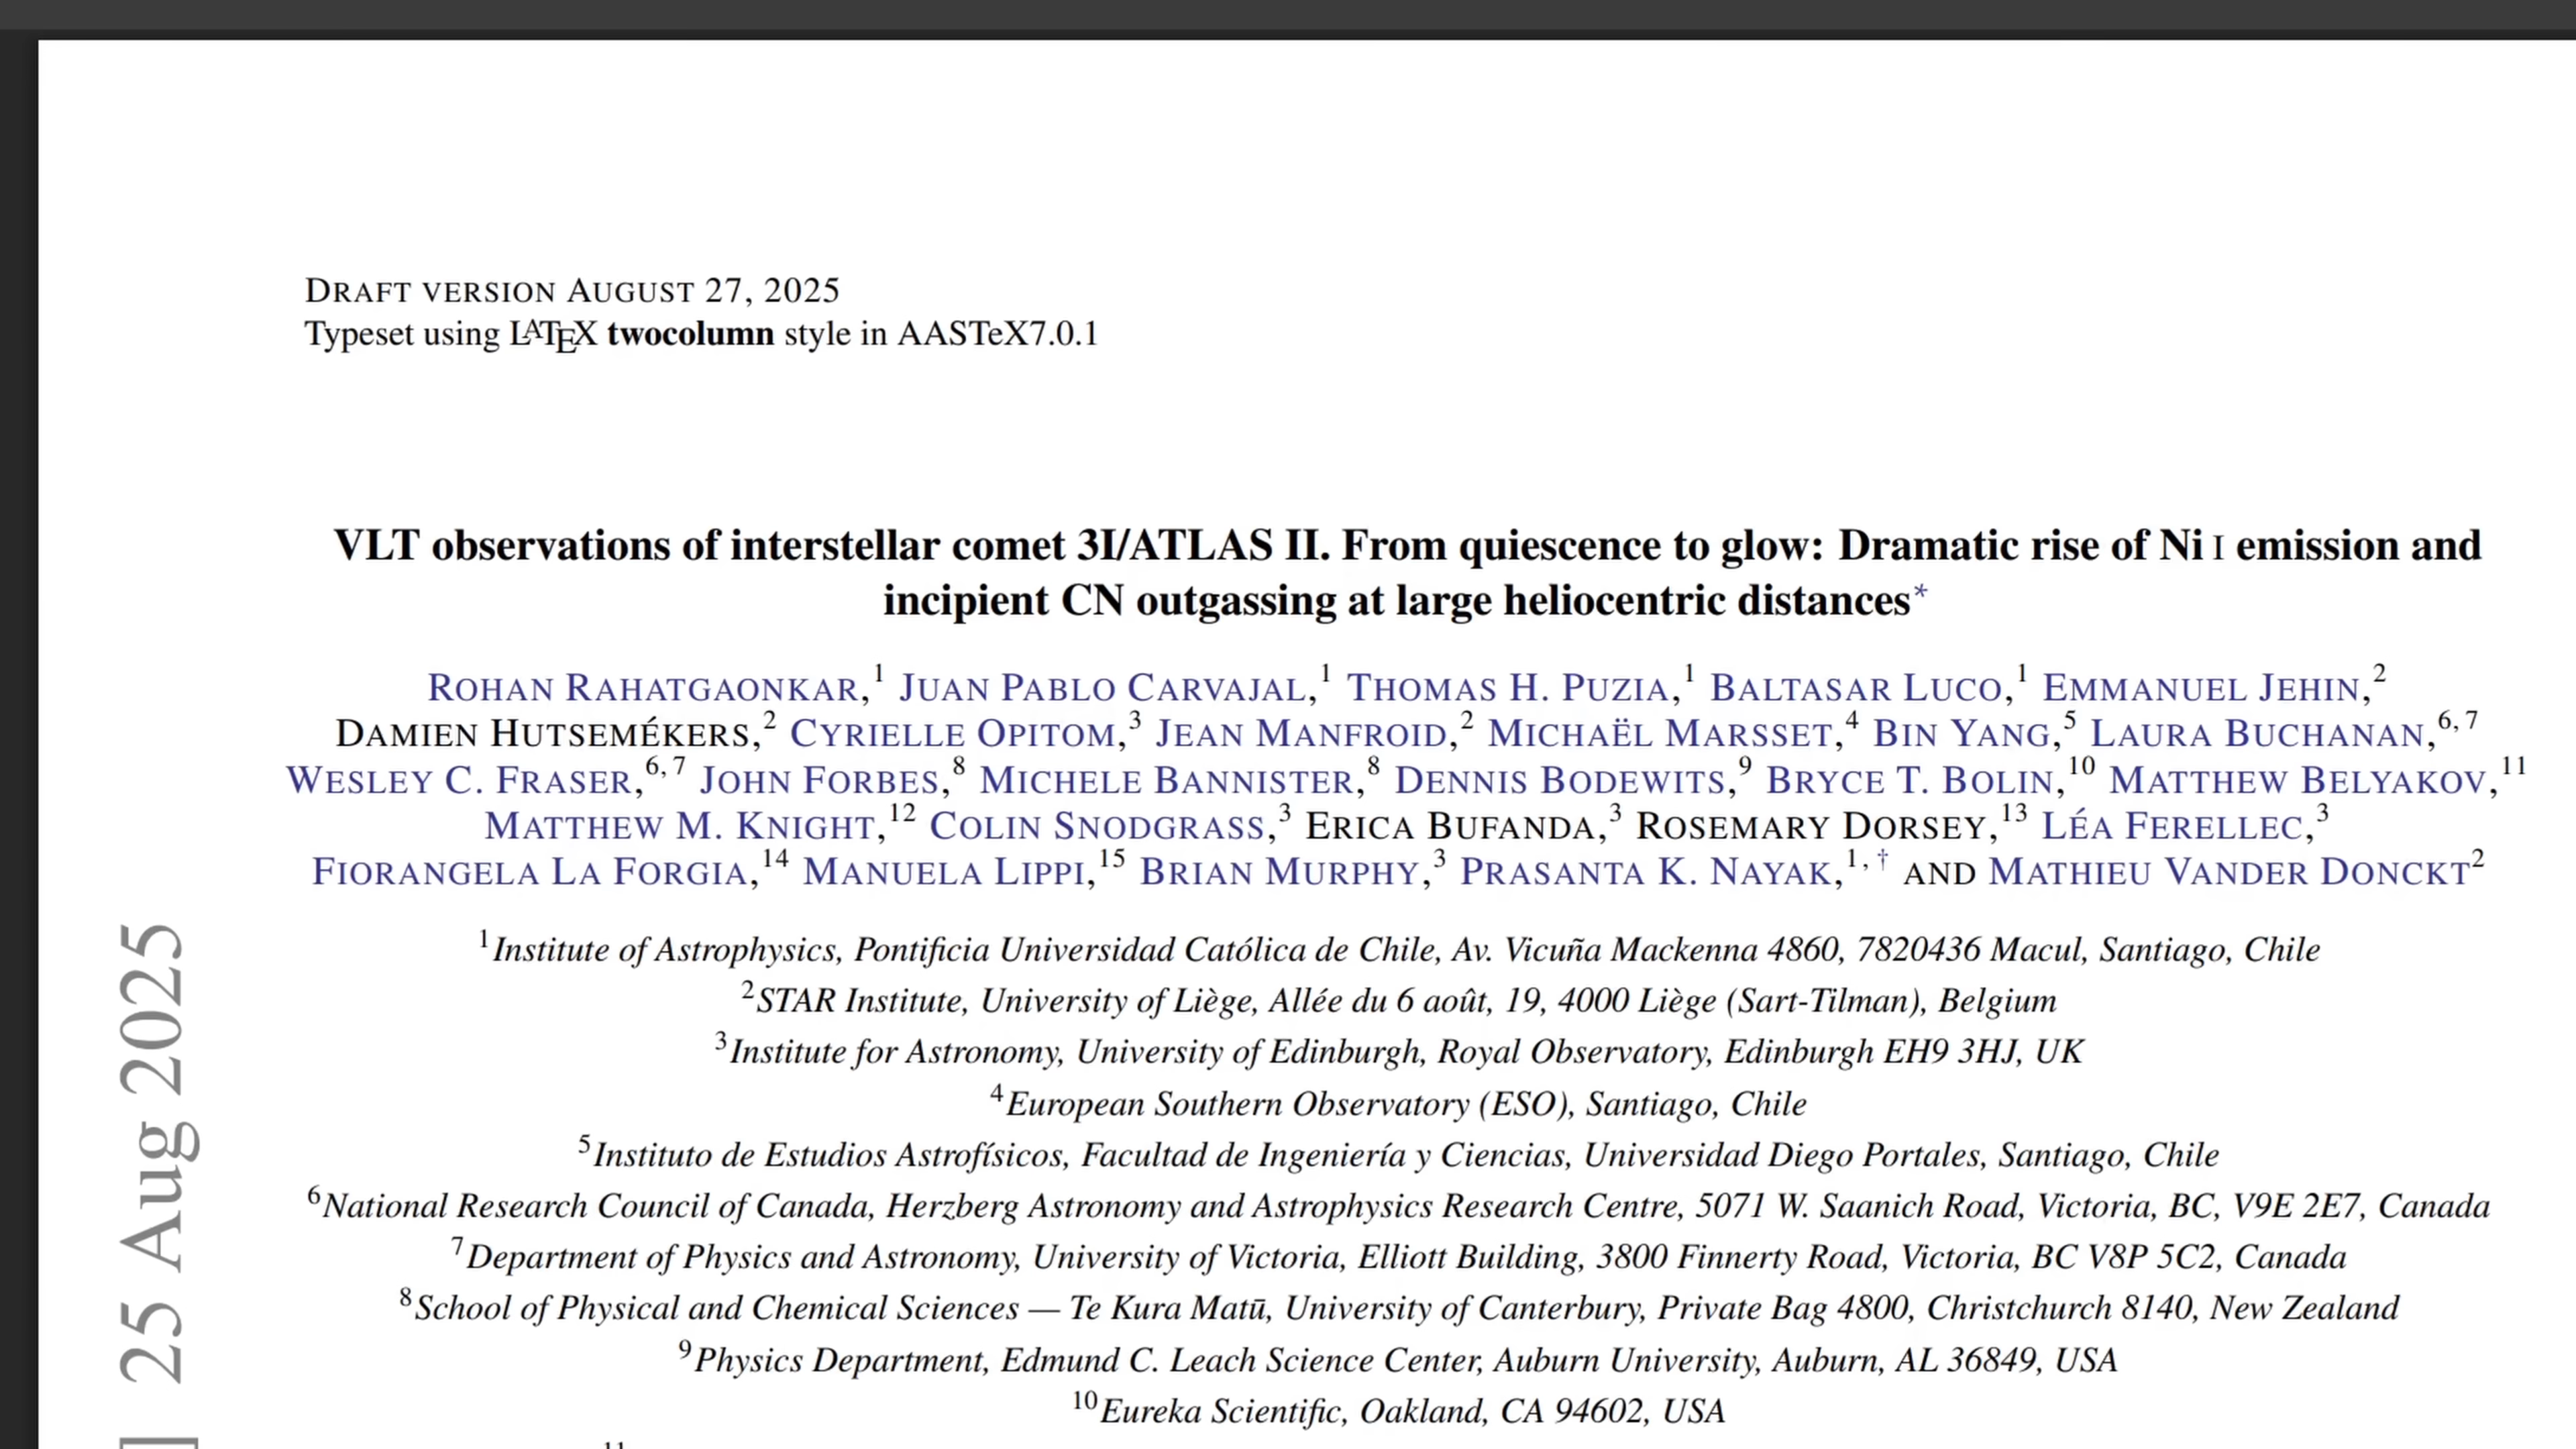 DRAFT VERSION AUGUST 27, 2025
Typeset using LATEX twocolumn style in AASTeX7.0.1
VLT observations of interstellar comet 3I/ATLAS II. From quiescence to glow: Dramatic rise of Ni I emission and
incipient CN outgassing at large heliocentric distances*
ROHAN RAHATGAONKAR,1 JUAN PABLO CARVAJAL,1 THOMAS H. PUZIA,1 BALTASAR LUCO,1 EMMANUEL JEHIN,2
DAMIEN HUTSEMÉKERS,2 CYRIELLE OPITOM,3 JEAN MANFROID,2 MICHAËL MARSSET,4 BIN YANG,5 LAURA BUCHANAN,6, 7
WESLEY C. FRASER,6, 7 JOHN FORBES,8 MICHELE BANNISTER,8 DENNIS BODEWITS,9 BRYCE T. BOLIN,10 MATTHEW BELYAKOV,11
MATTHEW M. KNIGHT,12 COLIN SNODGRASS,3 ERICA BUFANDA,3 ROSEMARY DORSEY,13 LÉA FERELLEC,3
FIORANGELA LA FORGIA,14 MANUELA LIPPI,15 BRIAN MURPHY,3 PRASANTA K. NAYAK,1, † AND MATHIEU VANDER DONCKT2
1Institute of Astrophysics, Pontificia Universidad Católica de Chile, Av. Vicuña Mackenna 4860, 7820436 Macul, Santiago, Chile
2STAR Institute, University of Liège, Allée du 6 août, 19, 4000 Liège (Sart-Tilman), Belgium
3Institute for Astronomy, University of Edinburgh, Royal Observatory, Edinburgh EH9 3HJ, UK
4European Southern Observatory (ESO), Santiago, Chile
5Instituto de Estudios Astrofísicos, Facultad de Ingeniería y Ciencias, Universidad Diego Portales, Santiago, Chile
6National Research Council of Canada, Herzberg Astronomy and Astrophysics Research Centre, 5071 W. Saanich Road, Victoria, BC, V9E 2E7, Canada
7Department of Physics and Astronomy, University of Victoria, Elliott Building, 3800 Finnerty Road, Victoria, BC V8P 5C2, Canada
8School of Physical and Chemical Sciences — Te Kura Matū, University of Canterbury, Private Bag 4800, Christchurch 8140, New Zealand
9Physics Department, Edmund C. Leach Science Center, Auburn University, Auburn, AL 36849, USA
10Eureka Scientific, Oakland, CA 94602, USA
11
] 25 Aug 2025